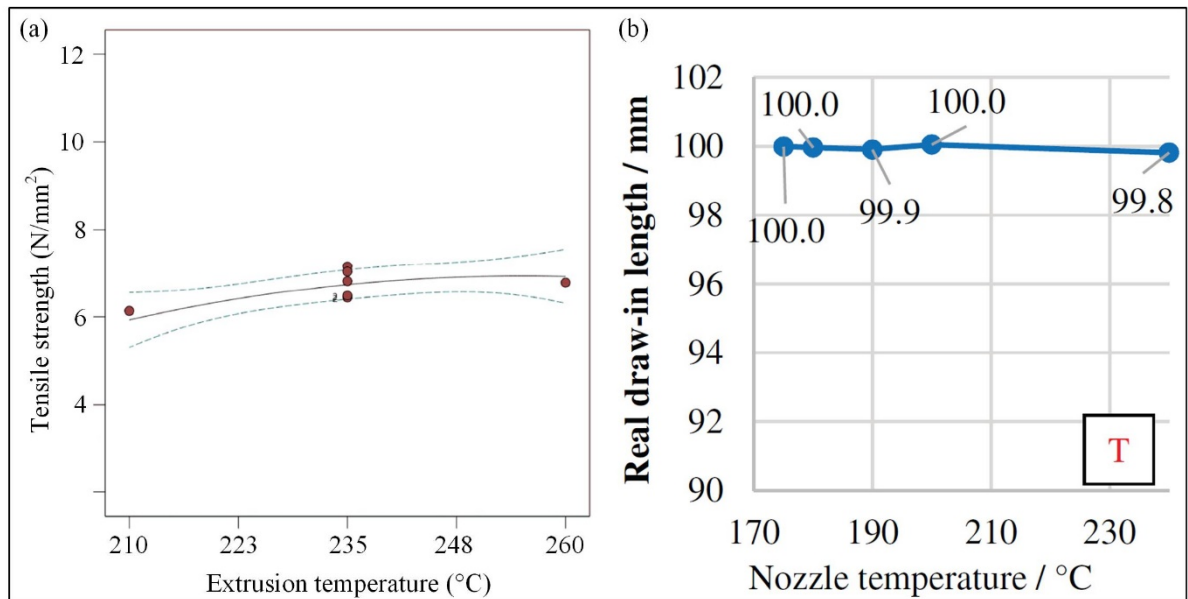 (a)
12
10
8
6
4
Tensile strength (N/mm²)
210 223 235 248 260
Extrusion temperature (°C)
(b)
102
100
98
96
94
92
90
Real draw-in length / mm
100.0
100.0
100.0
99.9
99.8
T
170 190 210 230
Nozzle temperature / °C